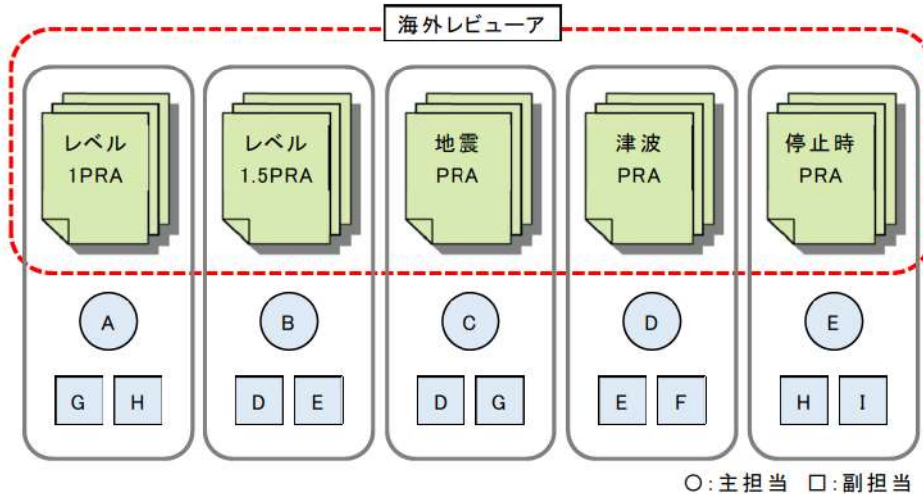 海外レビューア
レベル
1PRA
レベル
1.5PRA
地震
PRA
津波
PRA
停止時
PRA
A
B
C
D
E
G H
D E
D G
E F
H I
○:主担当 □:副担当